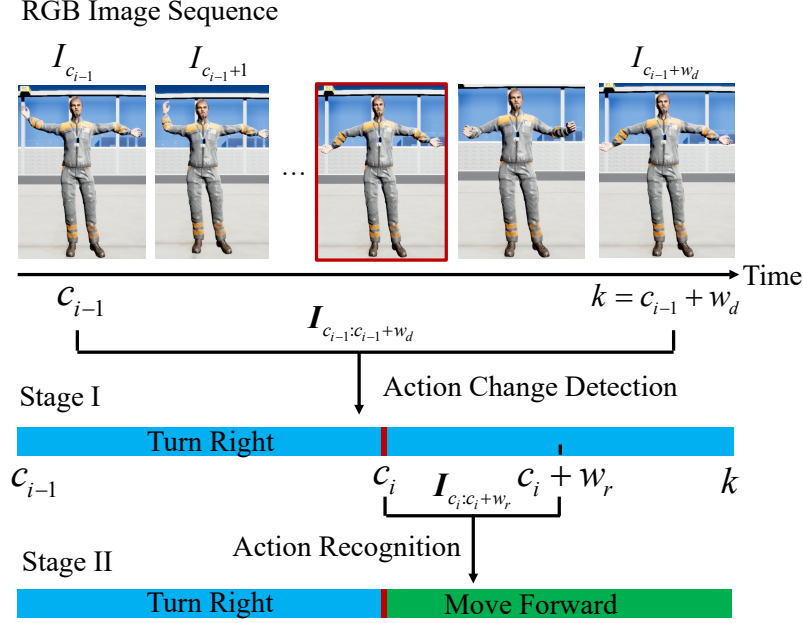 RGB Image Sequence
I_{c_{i-1}} I_{c_{i-1}+1} I_{c_{i-1}+w_d}
...
Time
c_{i-1} k = c_{i-1} + w_d
I_{c_{i-1}:c_{i-1}+w_d}
Action Change Detection
Stage I
Turn Right
c_{i-1} c_i c_i + w_r k
I_{c_i:c_i+w_r}
Action Recognition
Stage II
Turn Right Move Forward